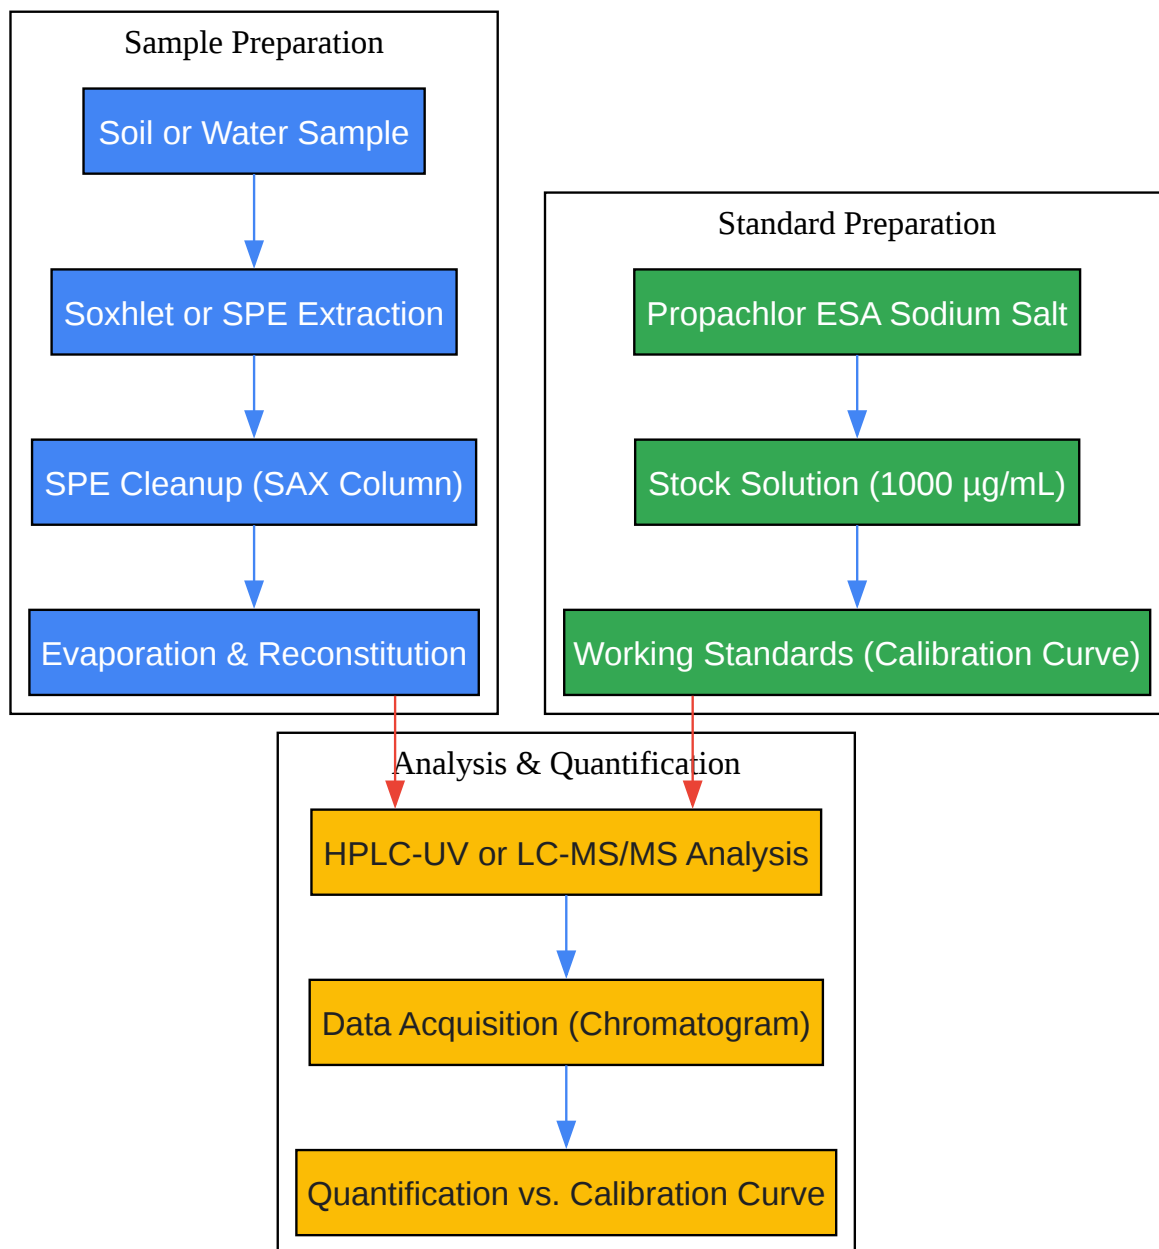 Sample Preparation
Soil or Water Sample
Soxhlet or SPE Extraction
SPE Cleanup (SAX Column)
Evaporation & Reconstitution
Standard Preparation
Propachlor ESA Sodium Salt
Stock Solution (1000 µg/mL)
Working Standards (Calibration Curve)
Analysis & Quantification
HPLC-UV or LC-MS/MS Analysis
Data Acquisition (Chromatogram)
Quantification vs. Calibration Curve